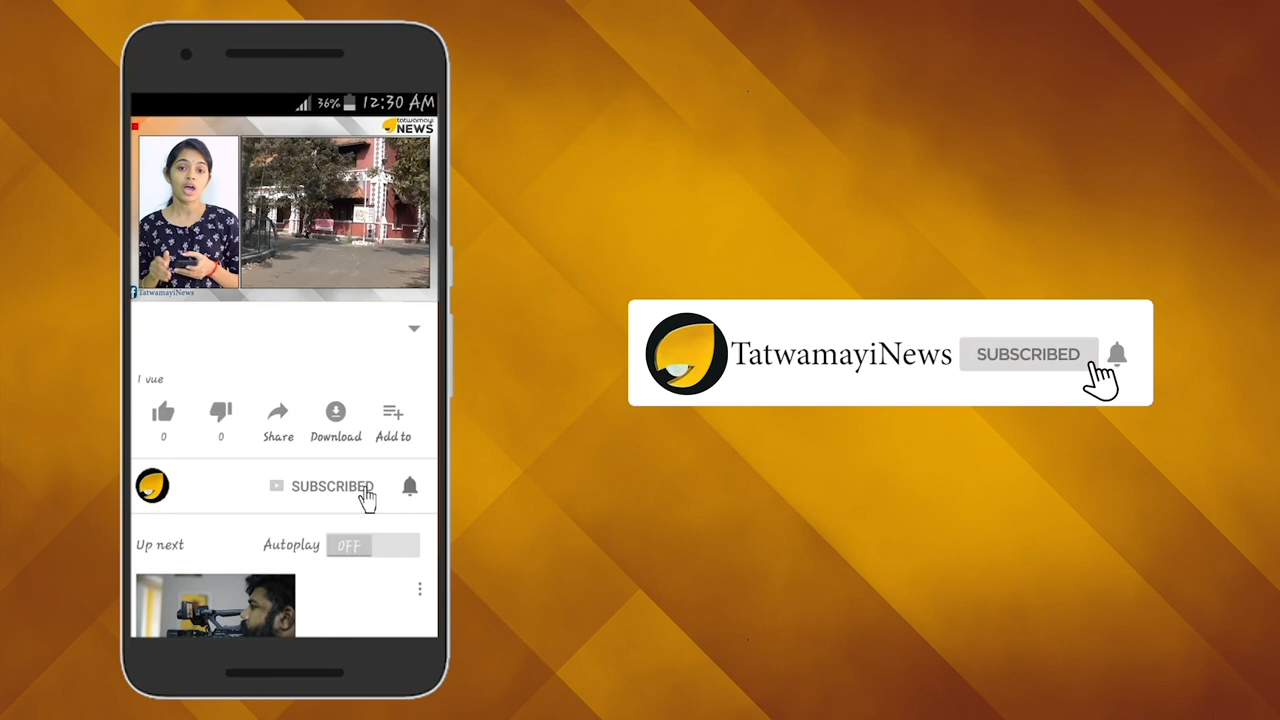 36%
12:30 AM
tatwamayi
NEWS
TatwamayiNews
1 vue
0
0
Share
Download
Add to
SUBSCRIBED
Up next
Autoplay
OFF
TatwamayiNews
SUBSCRIBED